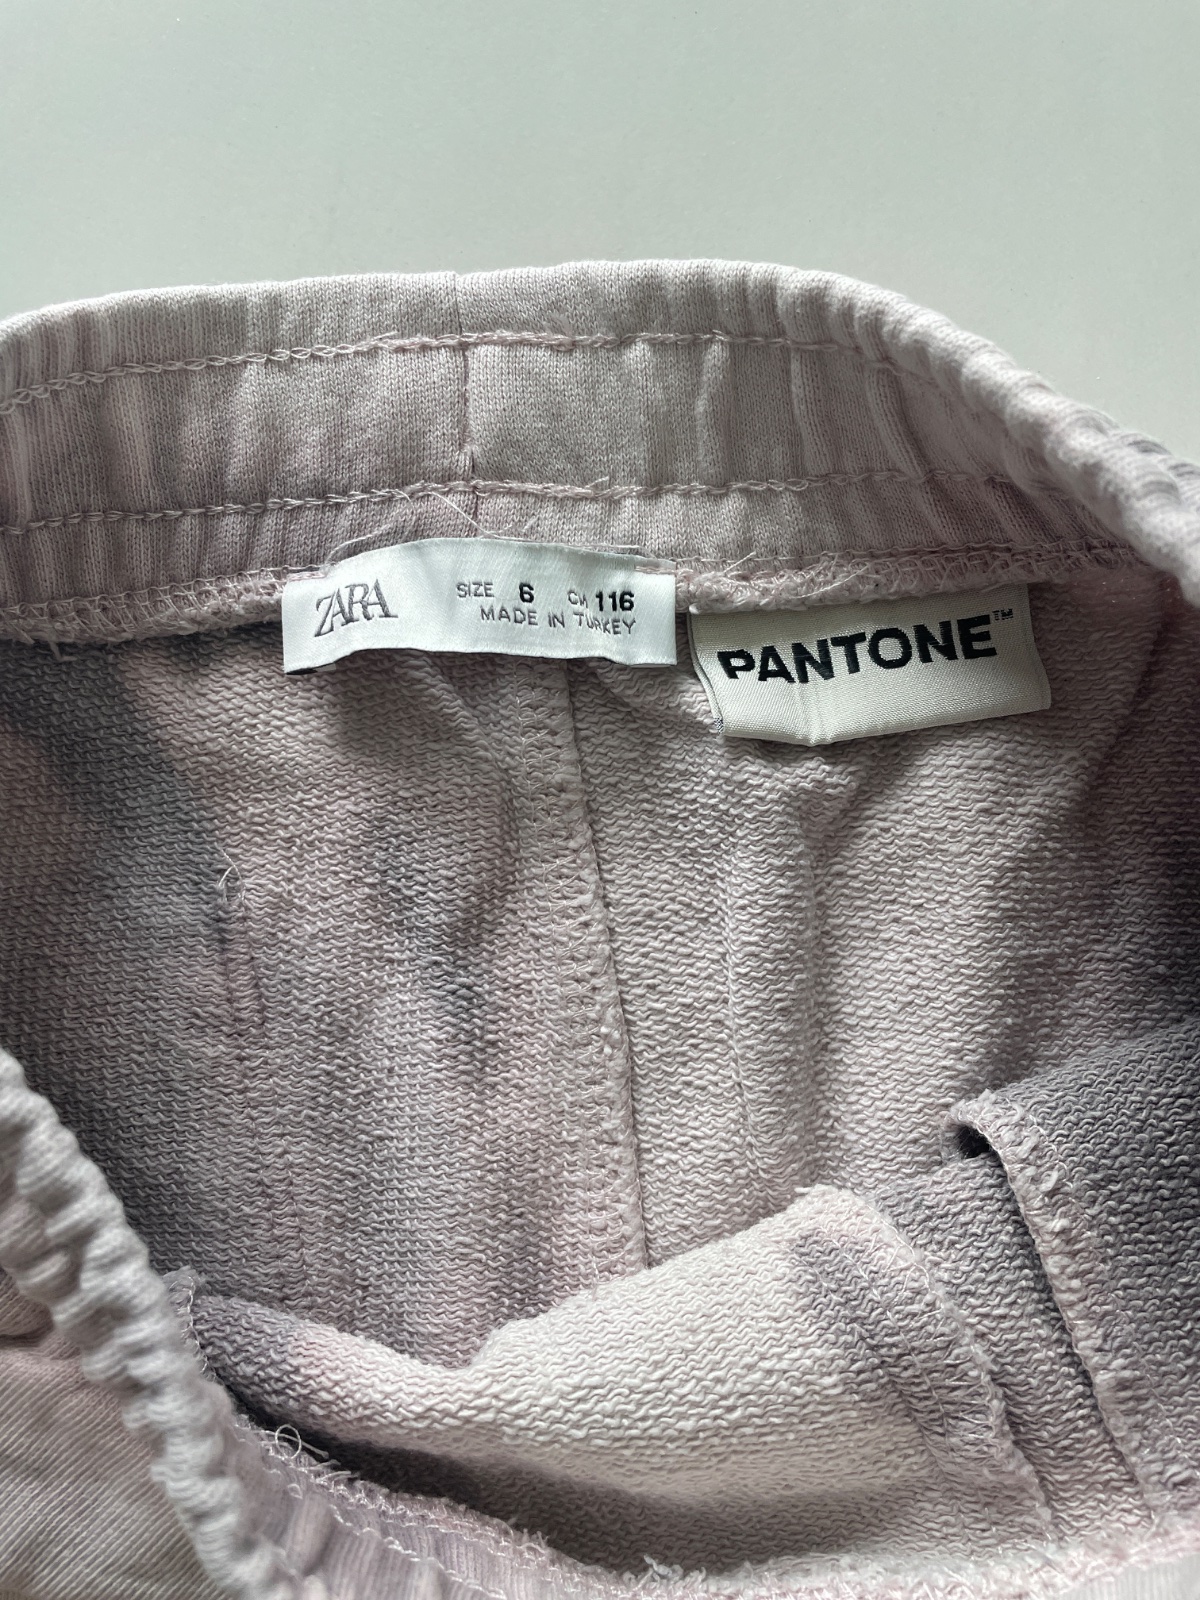 ZARA
SIZE 6 CM 116
MADE IN TURKEY
PANTONE™